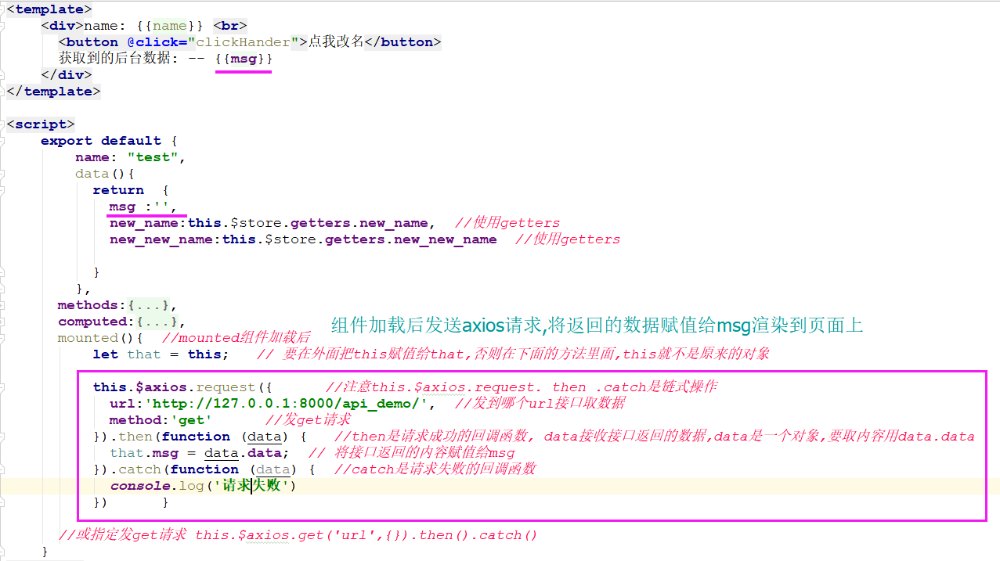 <template>
<div>name: {{name}} <br>
<button @click="clickHander">点我改名</button>
获取到的后台数据: -- {{msg}}
</div>
</template>
<script>
export default {
name: "test",
data(){
return {
msg :'',
new_name:this.$store.getters.new_name, //使用getters
new_new_name:this.$store.getters.new_new_name //使用getters
}
},
methods:{...},
computed:{...},
组件加载后发送axios请求,将返回的数据赋值给msg渲染到页面上
mounted(){ //mounted组件加载后
let that = this; // 要在外面把this赋值给that,否则在下面的方法里面,this就不是原来的对象
this.$axios.request({ //注意this.$axios.request. then .catch是链式操作
url:'http://127.0.0.1:8000/api_demo/', //发到哪个url接口取数据
method:'get' //发get请求
}).then(function (data) { //then是请求成功的回调函数, data接收接口返回的数据,data是一个对象,要取内容用data.data
that.msg = data.data; // 将接口返回的内容赋值给msg
}).catch(function (data) { //catch是请求失败的回调函数
console.log('请求失败')
}) }
//或指定发get请求 this.$axios.get('url',{}).then().catch()
}